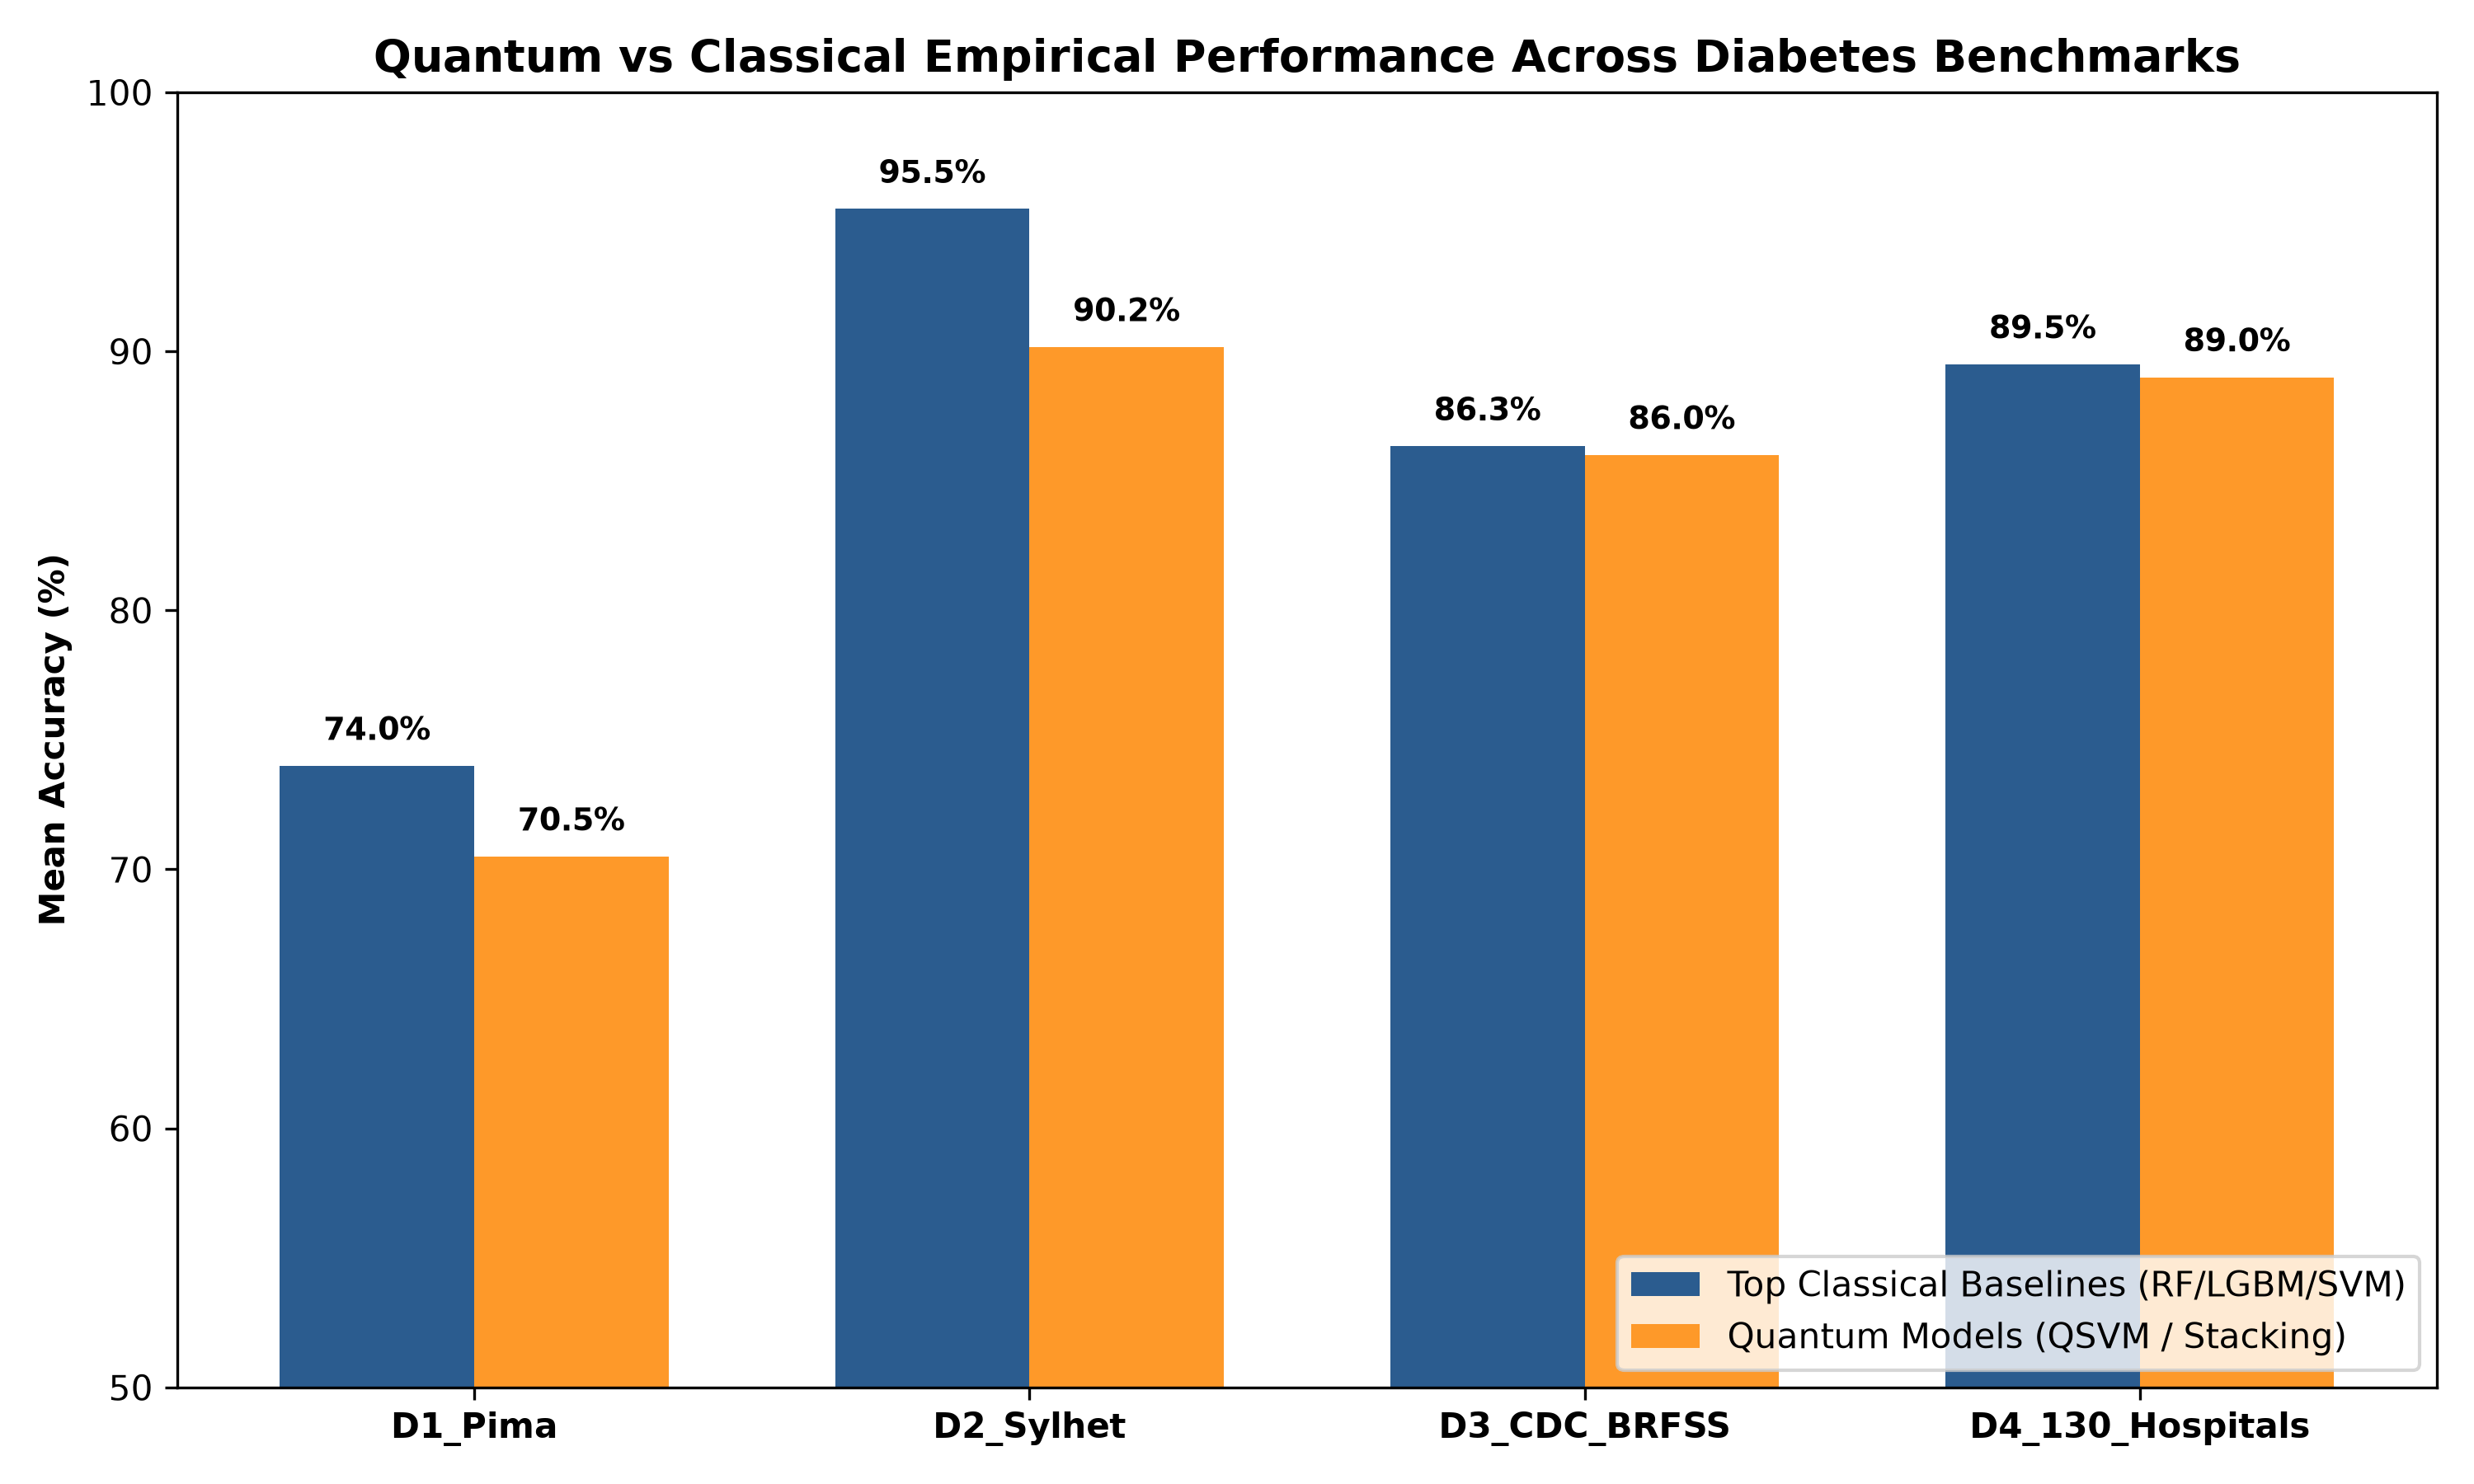 Quantum vs Classical Empirical Performance Across Diabetes Benchmarks
Mean Accuracy (%)
100
90
80
70
60
50
74.0%
70.5%
95.5%
90.2%
86.3%
86.0%
89.5%
89.0%
Top Classical Baselines (RF/LGBM/SVM)
Quantum Models (QSVM / Stacking)
D1_Pima
D2_Sylhet
D3_CDC_BRFSS
D4_130_Hospitals